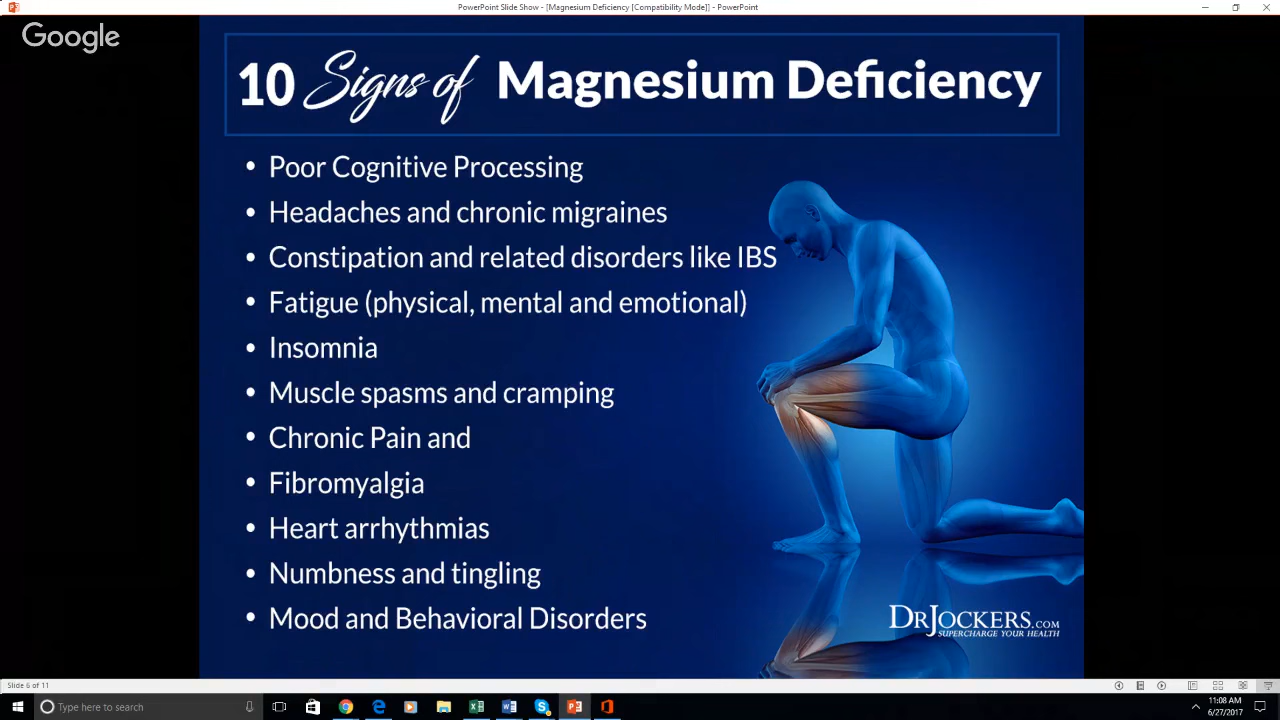 PowerPoint Slide Show - [Magnesium Deficiency [Compatibility Mode]] - PowerPoint
Google
10 Signs of Magnesium Deficiency
• Poor Cognitive Processing
• Headaches and chronic migraines
• Constipation and related disorders like IBS
• Fatigue (physical, mental and emotional)
• Insomnia
• Muscle spasms and cramping
• Chronic Pain and
• Fibromyalgia
• Heart arrhythmias
• Numbness and tingling
• Mood and Behavioral Disorders
DRJOCKERS.COM
SUPERCHARGE YOUR HEALTH
Slide 6 of 11
Type here to search
11:08 AM
6/27/2017